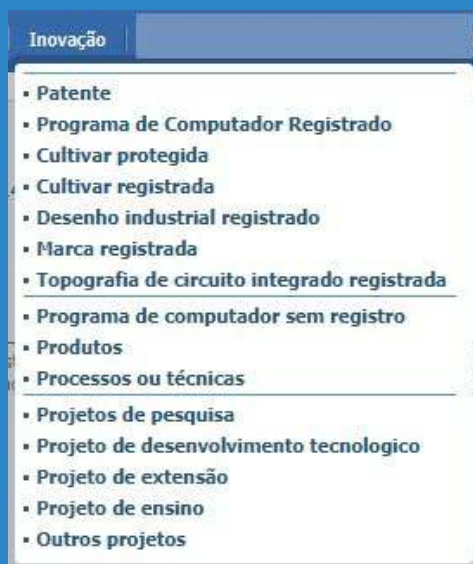 Inovação
▪ Patente
▪ Programa de Computador Registrado
▪ Cultivar protegida
▪ Cultivar registrada
▪ Desenho industrial registrado
▪ Marca registrada
▪ Topografia de circuito integrado registrada
▪ Programa de computador sem registro
▪ Produtos
▪ Processos ou técnicas
▪ Projetos de pesquisa
▪ Projeto de desenvolvimento tecnologico
▪ Projeto de extensão
▪ Projeto de ensino
▪ Outros projetos